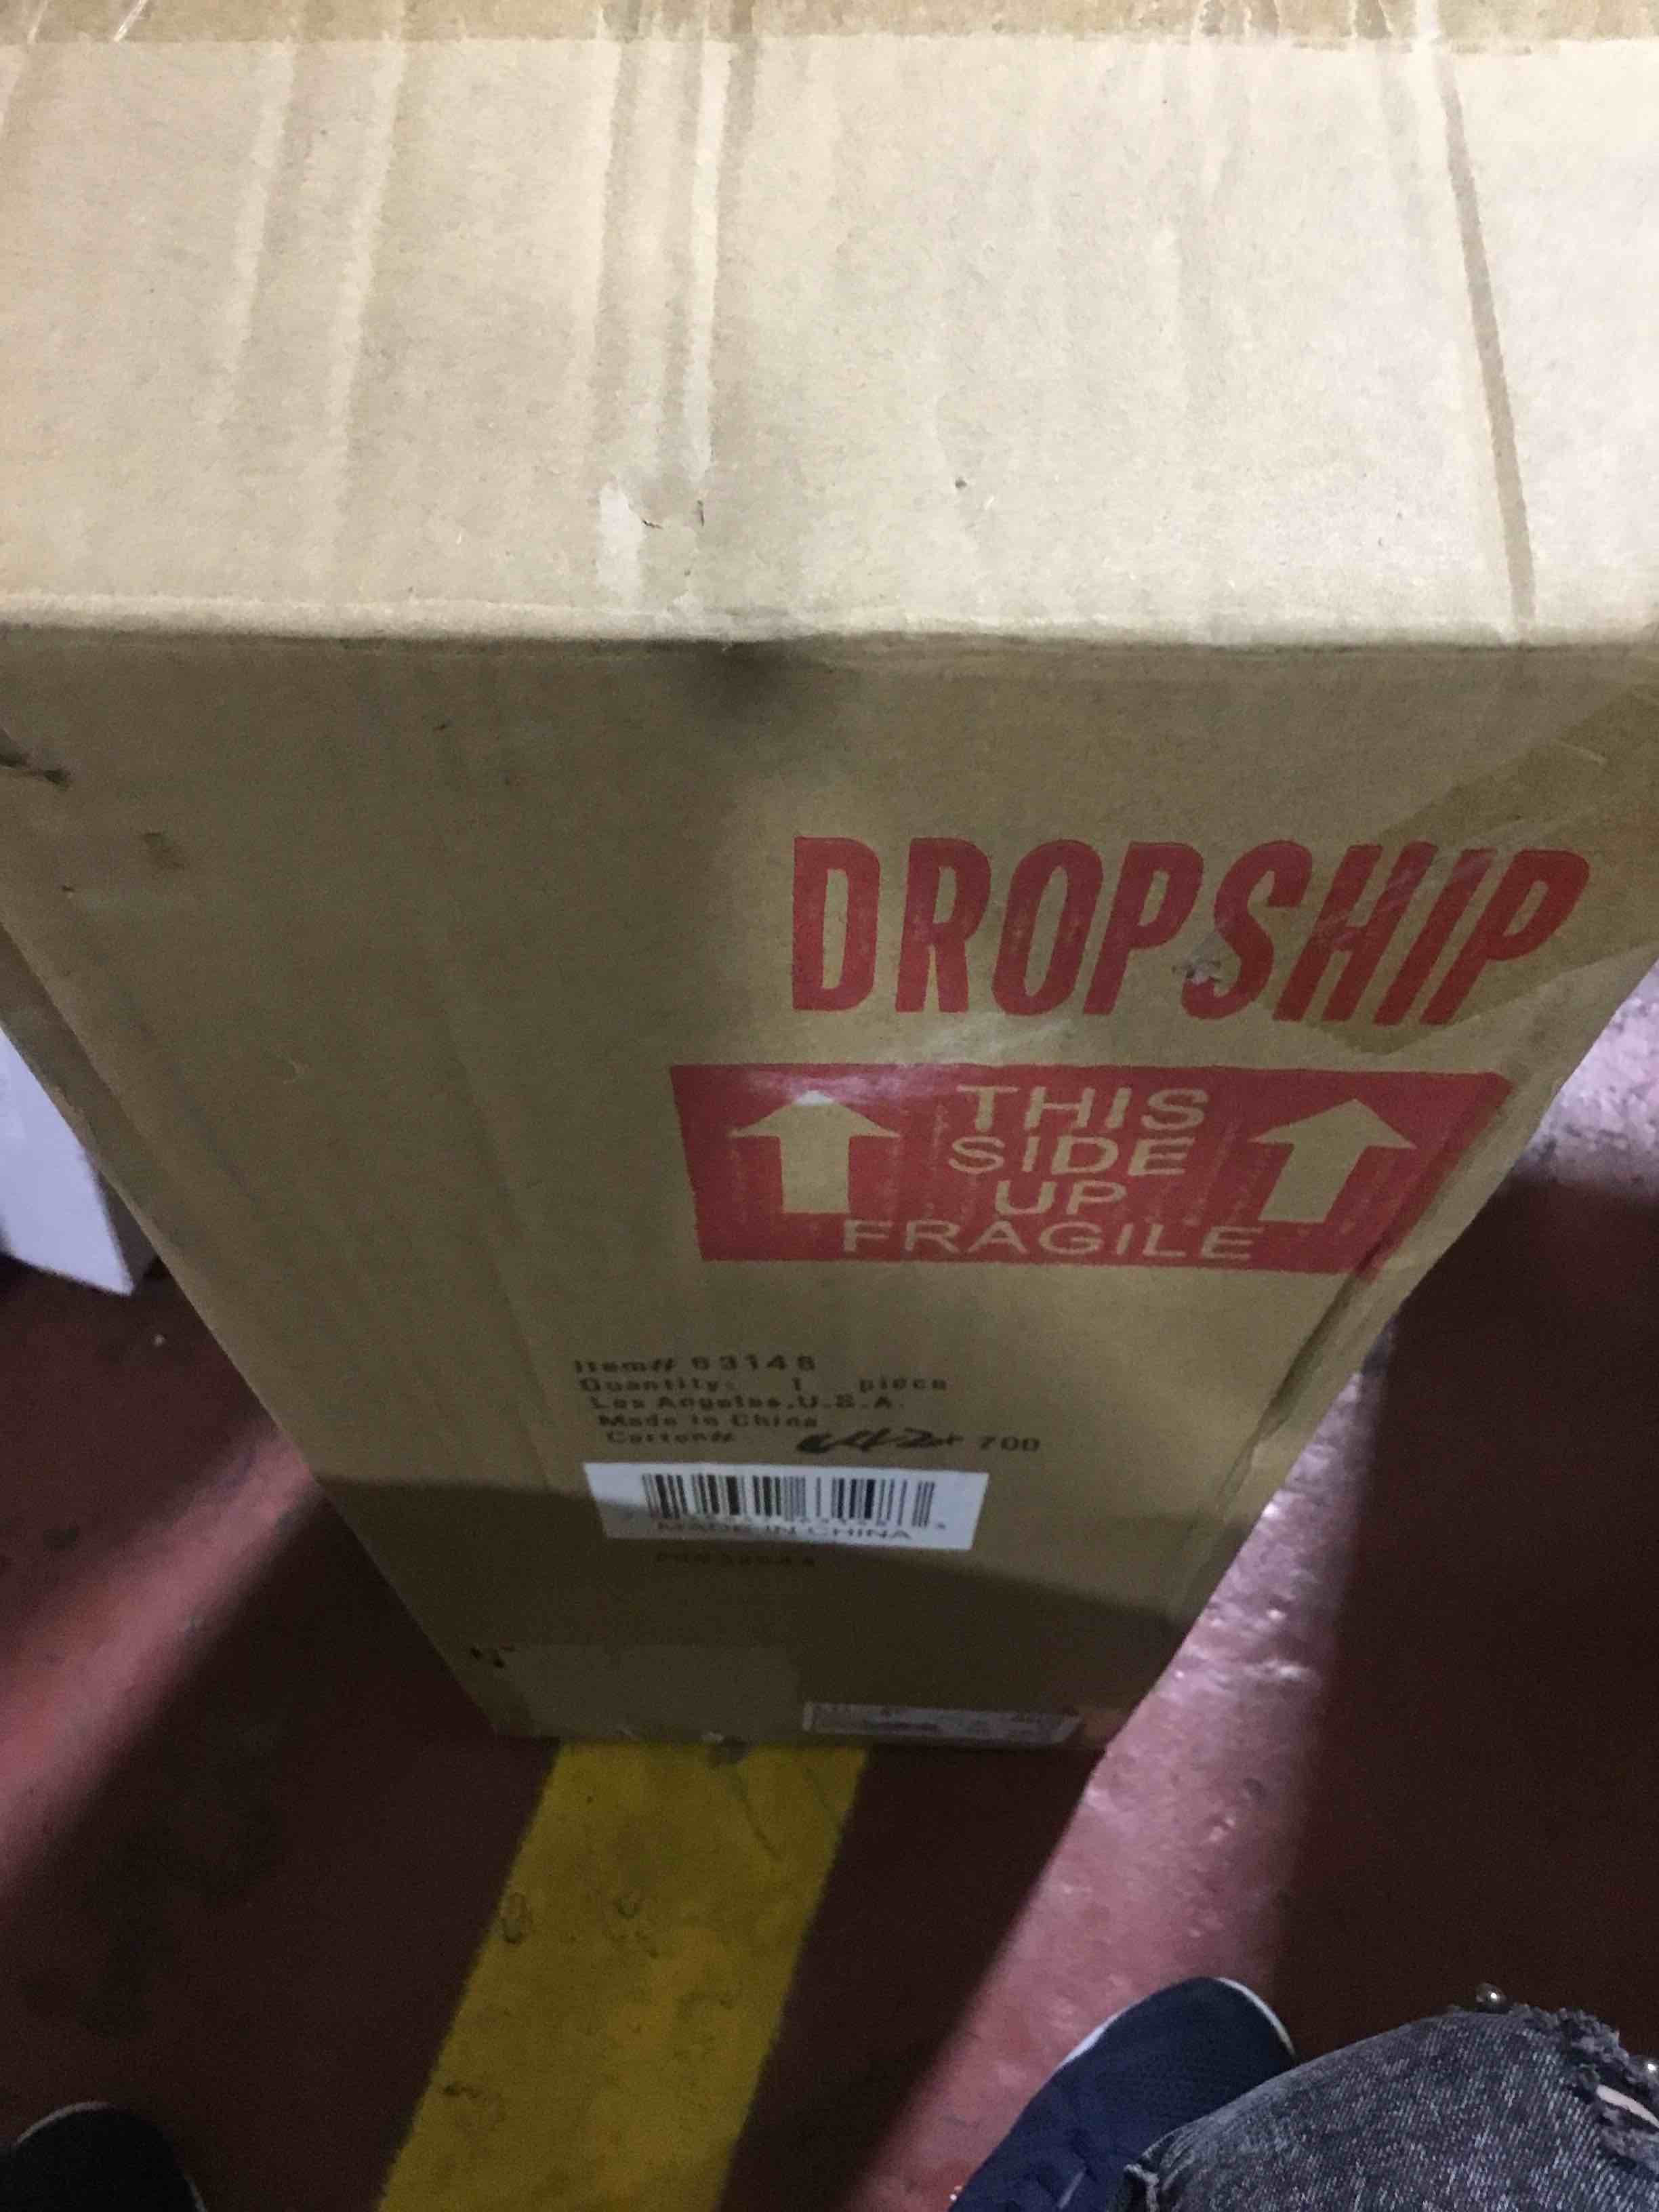 DROPSHIP
THIS
SIDE
UP
FRAGILE
Item# 63148
Quantity: 1 piece
Los Angeles, U.S.A.
Made in China
Carton# 700
MADE IN CHINA